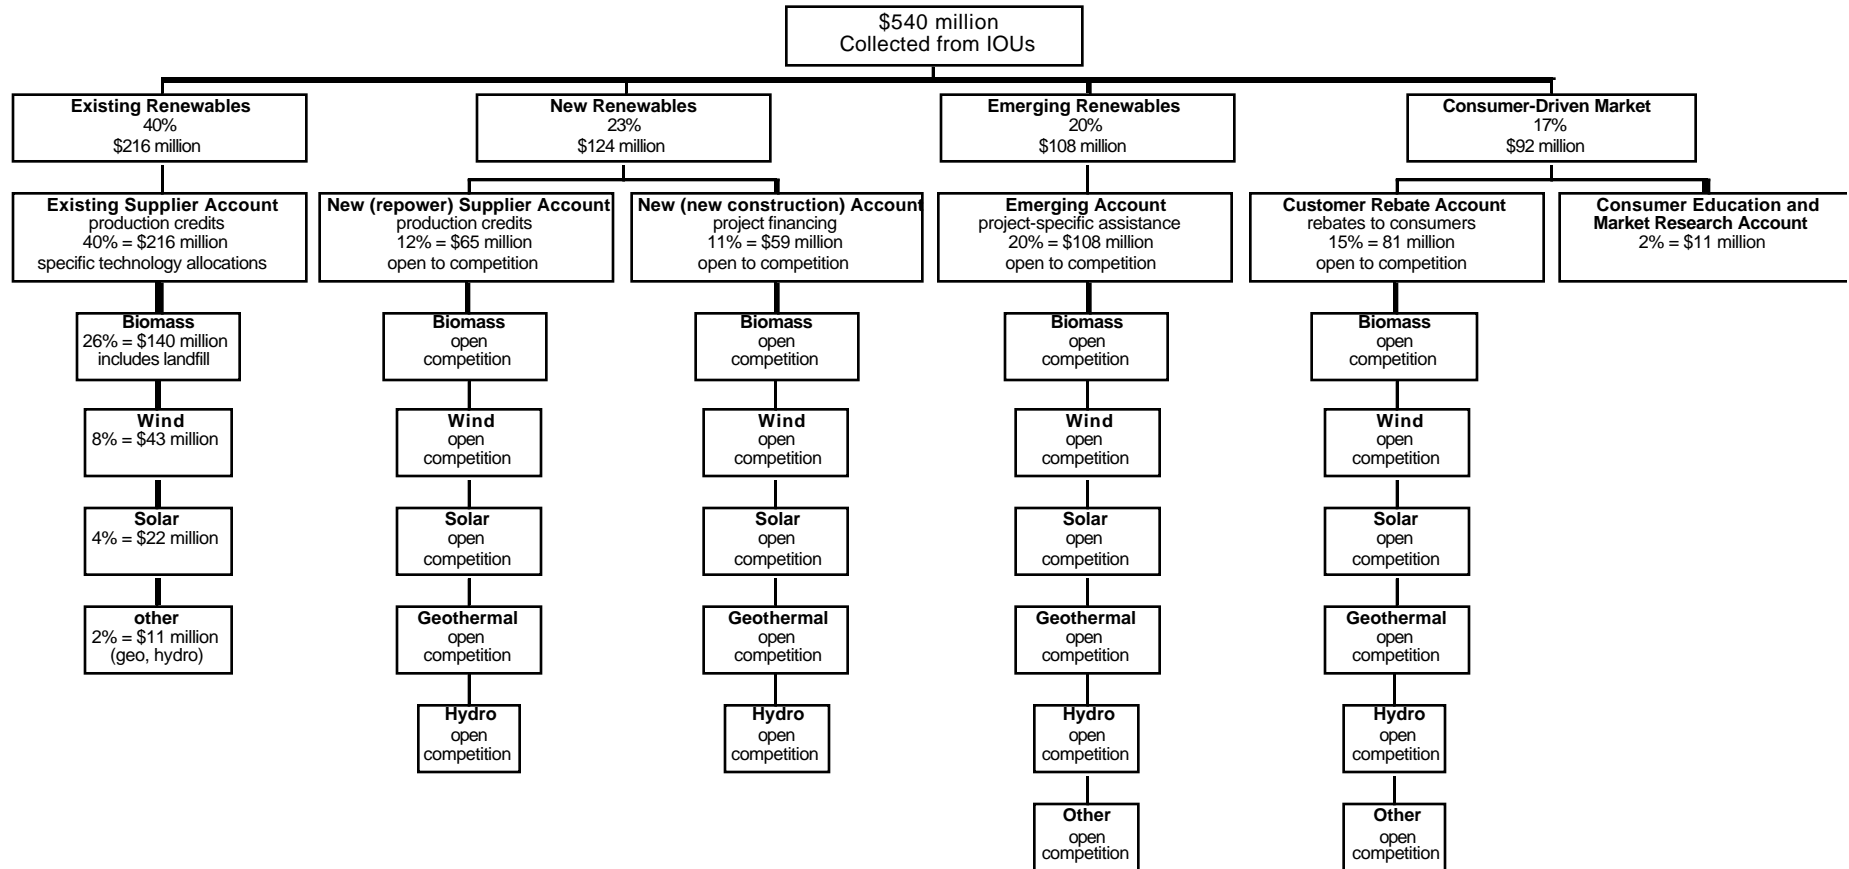 $540 million
Collected from IOUs
Existing Renewables
40%
$216 million
New Renewables
23%
$124 million
Emerging Renewables
20%
$108 million
Consumer-Driven Market
17%
$92 million
Existing Supplier Account
production credits
40% = $216 million
specific technology allocations
New (repower) Supplier Account
production credits
12% = $65 million
open to competition
New (new construction) Account
project financing
11% = $59 million
open to competition
Emerging Account
project-specific assistance
20% = $108 million
open to competition
Customer Rebate Account
rebates to consumers
15% = 81 million
open to competition
Consumer Education and
Market Research Account
2% = $11 million
Biomass
26% = $140 million
includes landfill
Biomass
open
competition
Biomass
open
competition
Biomass
open
competition
Biomass
open
competition
Wind
8% = $43 million
Wind
open
competition
Wind
open
competition
Wind
open
competition
Wind
open
competition
Solar
4% = $22 million
Solar
open
competition
Solar
open
competition
Solar
open
competition
Solar
open
competition
other
2% = $11 million
(geo, hydro)
Geothermal
open
competition
Geothermal
open
competition
Geothermal
open
competition
Geothermal
open
competition
Hydro
open
competition
Hydro
open
competition
Hydro
open
competition
Hydro
open
competition
Other
open
competition
Other
open
competition